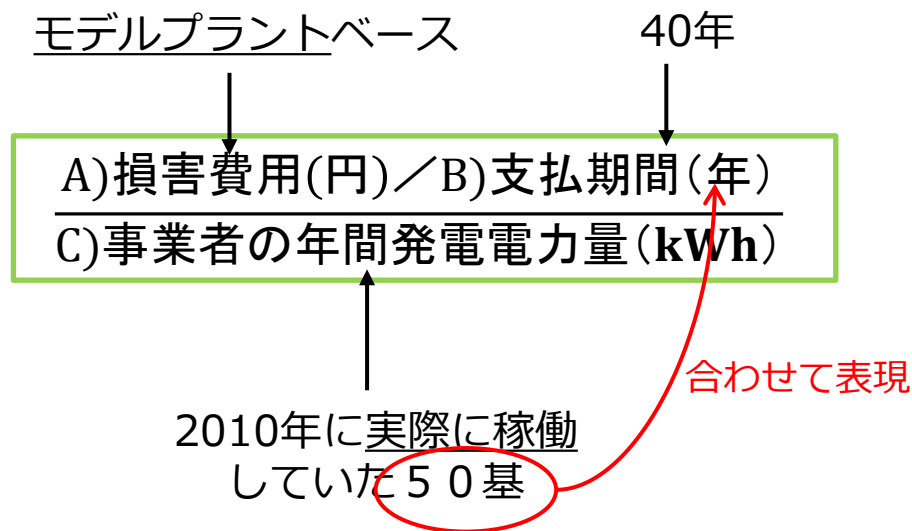 モデルプラントベース
40年
A)損害費用(円)／B)支払期間（年）
C)事業者の年間発電電力量（kWh）
合わせて表現
2010年に実際に稼働
していた５０基